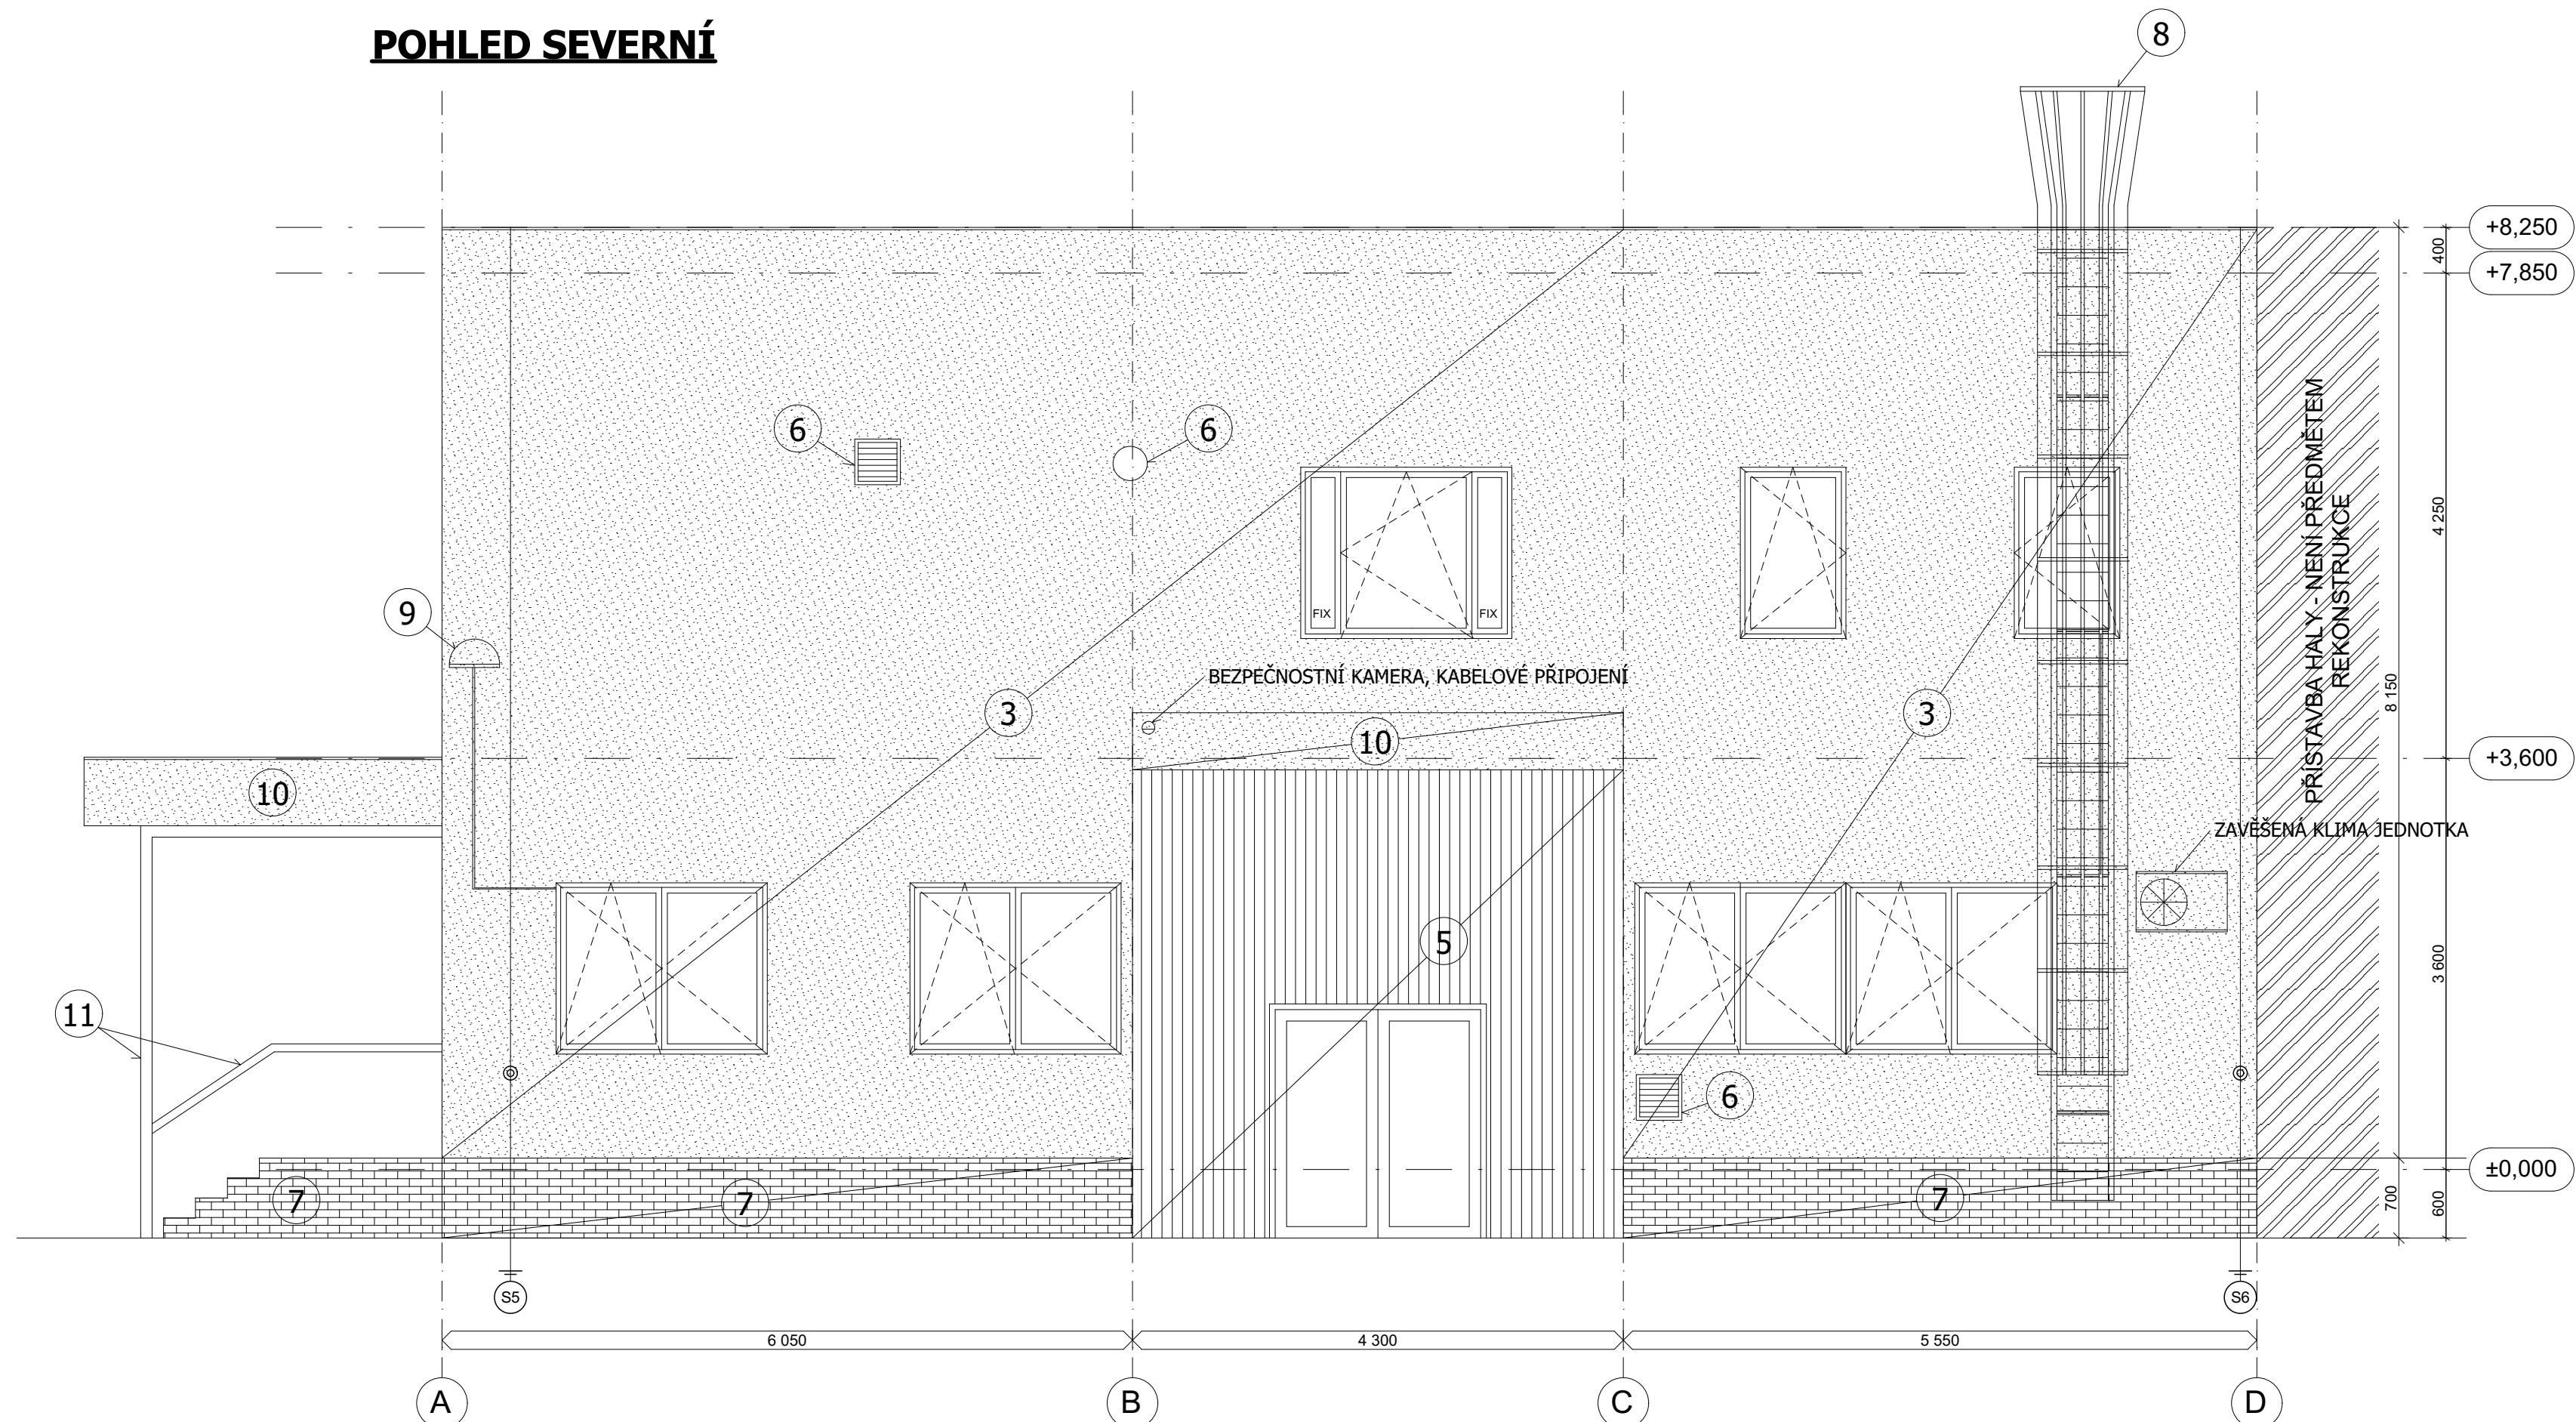 POHLED SEVERNÍ
8
+8,250
400
+7,850
6
6
PŘÍSTAVBA HALY - NENÍ PŘEDMĚTEM
REKONSTRUKCE
4 250
9
FIX
FIX
BEZPEČNOSTNÍ KAMERA, KABELOVÉ PŘIPOJENÍ
8 150
3
3
10
+3,600
10
ZAVĚŠENÁ KLIMA JEDNOTKA
5
3 600
11
6
±0,000
7
7
7
700
600
S5
S6
6 050
4 300
5 550
A
B
C
D